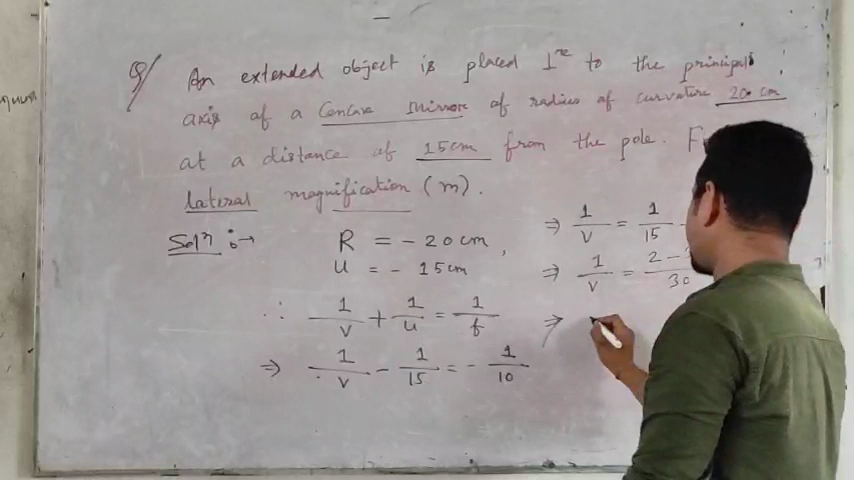 Q/ An extended object is placed ⊥re to the principal
axis of a Concave Mirror of radius of curvature 20 cm
at a distance of 15cm from the pole. F
lateral magnification (m).
Solⁿ :→ R = - 20 cm,
u = - 15cm
∴ 1/v + 1/u = 1/f
⇒ 1/v - 1/15 = - 1/10
⇒ 1/v = 1/15 -
⇒ 1/v = 2 - /30
⇒